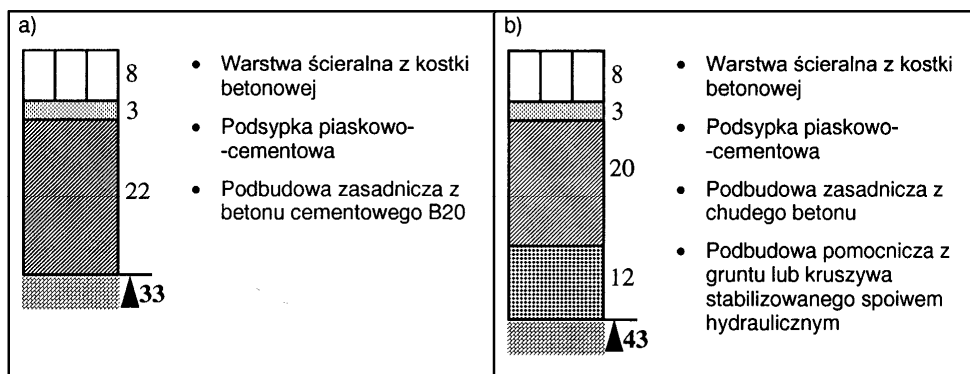 a)
8
3
22
33
• Warstwa ścieralna z kostki
betonowej
• Podsypka piaskowo-
-cementowa
• Podbudowa zasadnicza z
betonu cementowego B20
b)
8
3
20
12
43
• Warstwa ścieralna z kostki
betonowej
• Podsypka piaskowo-
-cementowa
• Podbudowa zasadnicza z
chudego betonu
• Podbudowa pomocnicza z
gruntu lub kruszywa
stabilizowanego spoiwem
hydraulicznym